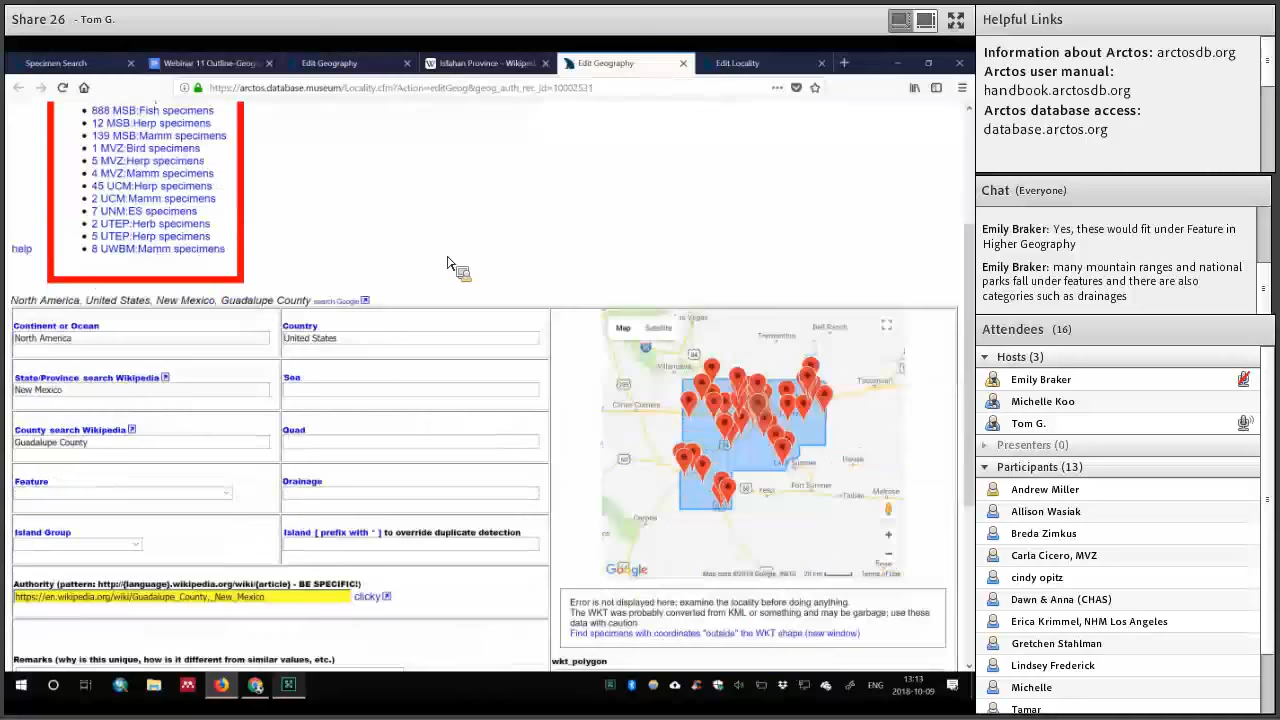 Share 26 - Tom G.
Specimen Search
Webinar 11 Outline-Geog
Edit Geography
Isfahan Province – Wikipe
Edit Geography
Edit Locality
https://arctos.database.museum/Locality.cfm?Action=editGeog&geog_auth_rec_id=10002531
888 MSB:Fish specimens
12 MSB:Herp specimens
139 MSB:Mamm specimens
1 MVZ:Bird specimens
5 MVZ:Herp specimens
4 MVZ:Mamm specimens
45 UCM:Herp specimens
2 UCM:Mamm specimens
7 UNM:ES specimens
2 UTEP:Herb specimens
5 UTEP:Herp specimens
8 UWBM:Mamm specimens
help
North America, United States, New Mexico, Guadalupe County search Google
Continent or Ocean
North America
Country
United States
State/Province search Wikipedia
New Mexico
Sea
County search Wikipedia
Guadalupe County
Quad
Feature
Drainage
Island Group
Island [ prefix with * ] to override duplicate detection
Authority (pattern: http://{language}.wikipedia.org/wiki/{article} - BE SPECIFIC!)
https://en.wikipedia.org/wiki/Guadalupe_County,_New_Mexico
clicky
Remarks (why is this unique, how is it different from similar values, etc.)
Map
Satellite
Google
Terms of Use
Error is not displayed here; examine the locality before doing anything.
The WKT was probably converted from KML or something and may be garbage; use these
data with caution
Find specimens with coordinates "outside" the WKT shape (new window)
wkt_polygon
ENG
13:13
2018-10-09
Helpful Links
Information about Arctos: arctosdb.org
Arctos user manual:
handbook.arctosdb.org
Arctos database access:
database.arctos.org
Chat (Everyone)
Emily Braker: Yes, these would fit under Feature in
Higher Geography
Emily Braker: many mountain ranges and national
parks fall under features and there are also
categories such as drainages
Attendees (16)
Hosts (3)
Emily Braker
Michelle Koo
Tom G.
Presenters (0)
Participants (13)
Andrew Miller
Allison Wasiak
Breda Zimkus
Carla Cicero, MVZ
cindy opitz
Dawn & Anna (CHAS)
Erica Krimmel, NHM Los Angeles
Gretchen Stahlman
Lindsey Frederick
Michelle
Tamar